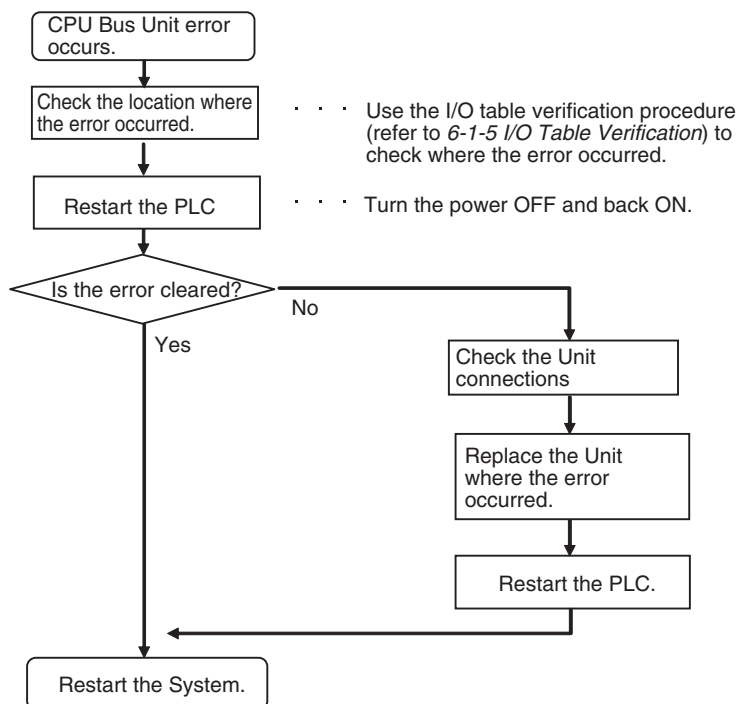 CPU Bus Unit error
occurs.
Check the location where
the error occurred.
· · · Use the I/O table verification procedure
(refer to 6-1-5 I/O Table Verification) to
check where the error occurred.
Restart the PLC
· · · Turn the power OFF and back ON.
Is the error cleared?
No
Yes
Check the Unit
connections
Replace the Unit
where the error
occurred.
Restart the PLC.
Restart the System.